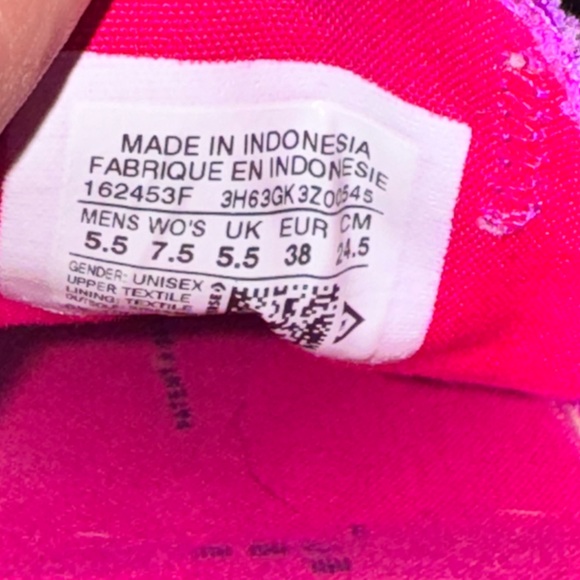 MADE IN INDONESIA
FABRIQUE EN INDONESIE
162453F 3H63GK3Z00545
MENS WO'S UK EUR CM
5.5 7.5 5.5 38 24.5
GENDER: UNISEX
UPPER TEXTILE
LINING: TEXTILE